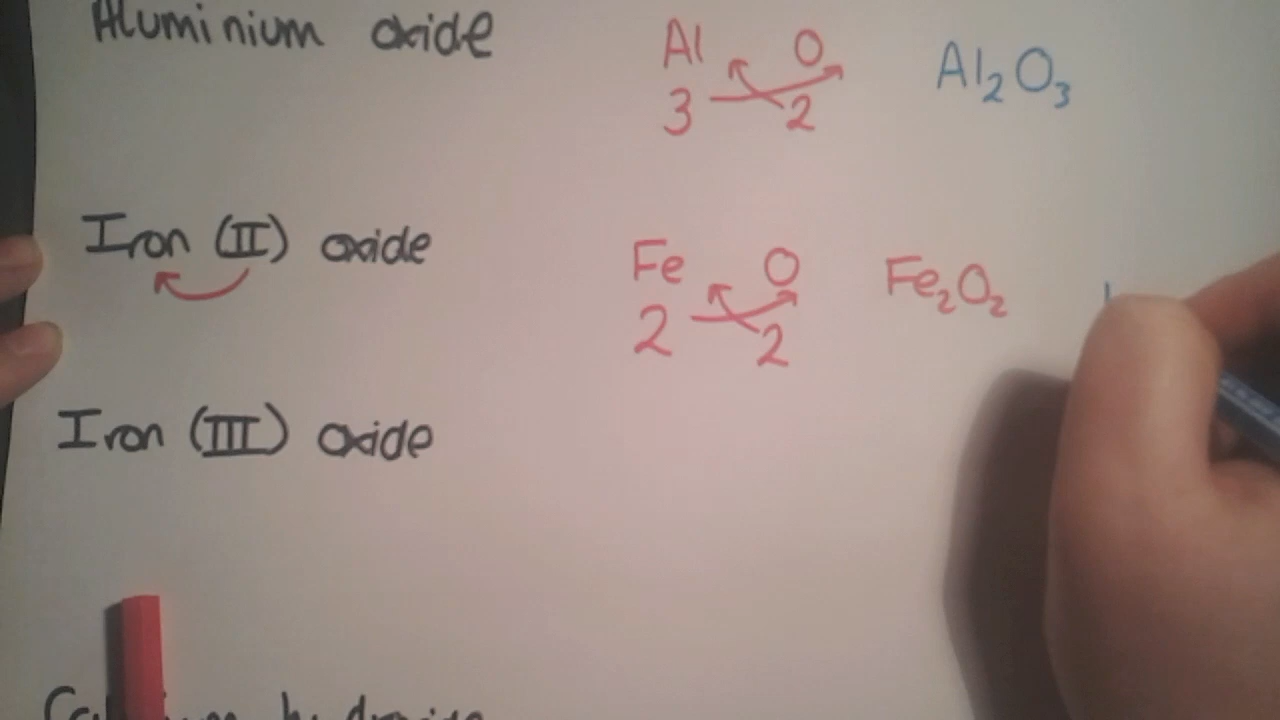 Aluminium oxide Al O Al2O3
3 2
Iron (II) oxide Fe O Fe2O2
2 2
Iron (III) oxide